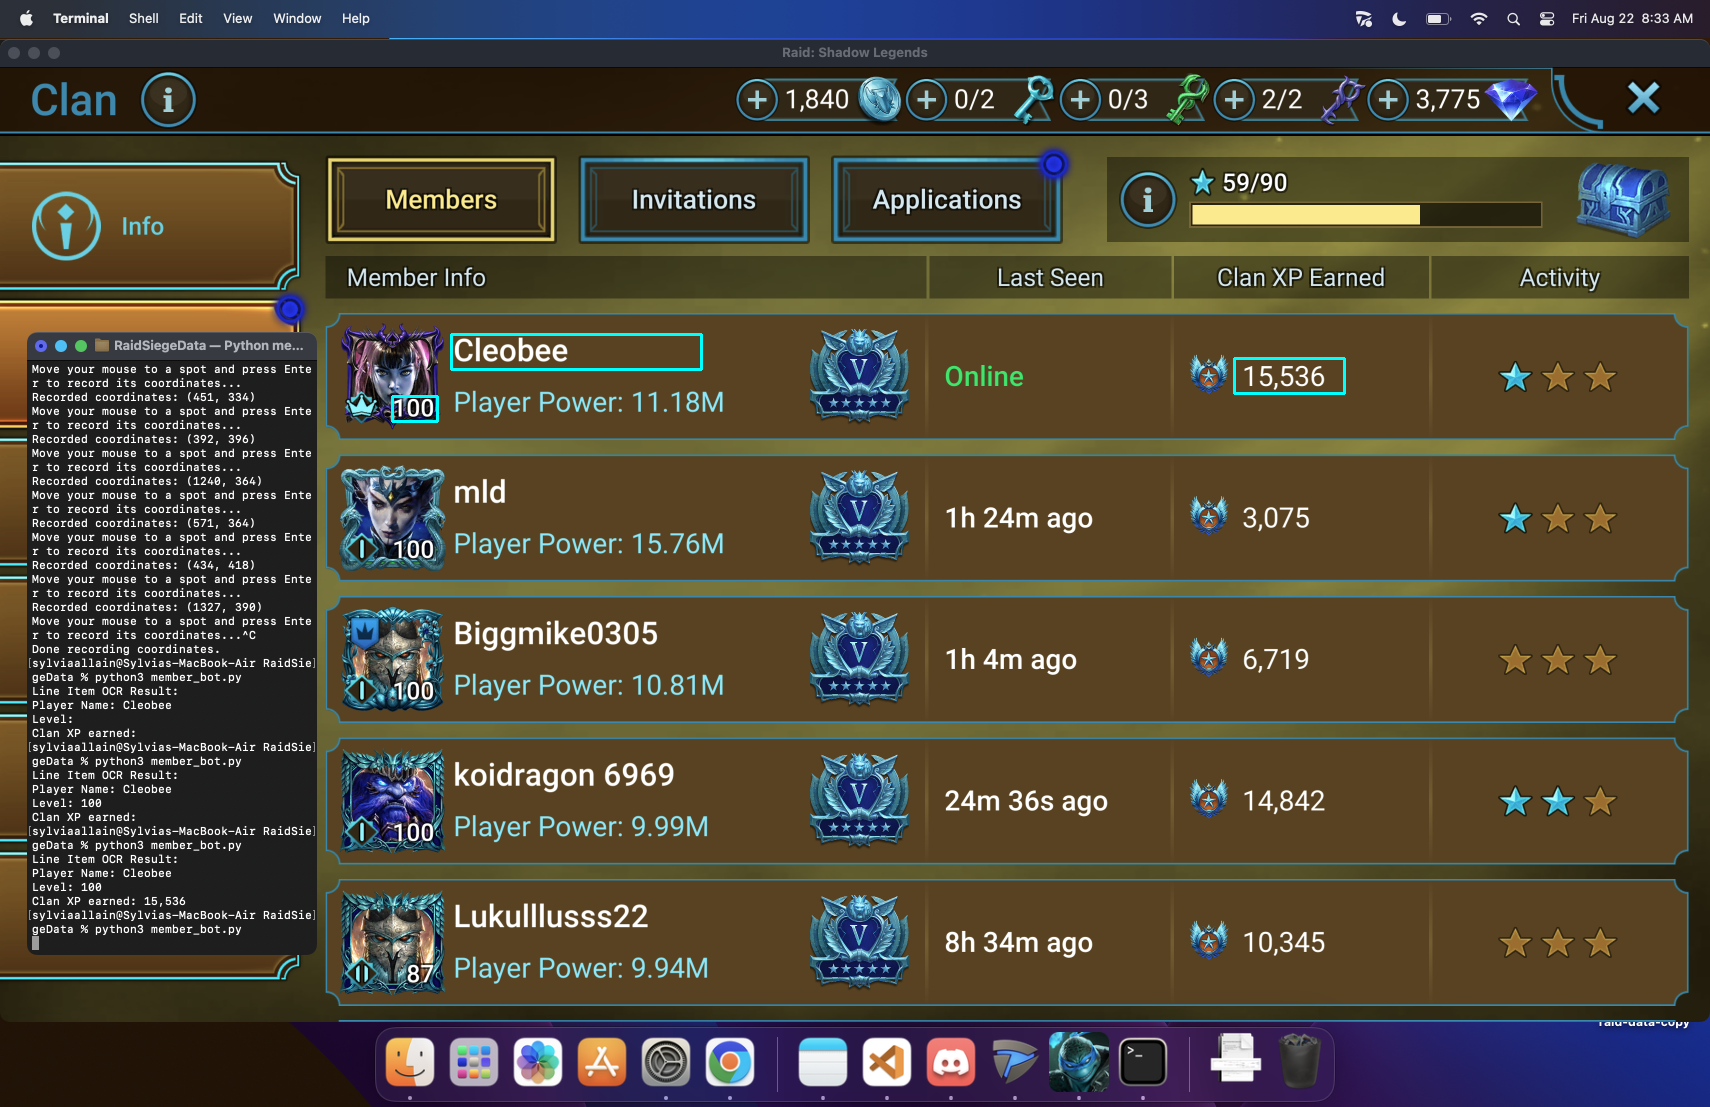 Terminal Shell Edit View Window Help
Fri Aug 22 8:33 AM
Raid: Shadow Legends
Clan
1,840
0/2
0/3
2/2
3,775
Info
Members
Invitations
Applications
59/90
Member Info
Last Seen
Clan XP Earned
Activity
Cleobee
100
Player Power: 11.18M
V
Online
15,536
mld
100
Player Power: 15.76M
V
1h 24m ago
3,075
Biggmike0305
100
Player Power: 10.81M
V
1h 4m ago
6,719
koidragon 6969
100
Player Power: 9.99M
V
24m 36s ago
14,842
Lukulllusss22
87
Player Power: 9.94M
V
8h 34m ago
10,345
RaidSiegeData — Python me...
Move your mouse to a spot and press Ente
r to record its coordinates...
Recorded coordinates: (451, 334)
Move your mouse to a spot and press Ente
r to record its coordinates...
Recorded coordinates: (392, 396)
Move your mouse to a spot and press Ente
r to record its coordinates...
Recorded coordinates: (1240, 364)
Move your mouse to a spot and press Ente
r to record its coordinates...
Recorded coordinates: (571, 364)
Move your mouse to a spot and press Ente
r to record its coordinates...
Recorded coordinates: (434, 418)
Move your mouse to a spot and press Ente
r to record its coordinates...
Recorded coordinates: (1327, 390)
Move your mouse to a spot and press Ente
r to record its coordinates...^C
Done recording coordinates.
[sylviaallain@Sylvias-MacBook-Air RaidSie]
geData % python3 member_bot.py
Line Item OCR Result:
Player Name: Cleobee
Level:
Clan XP earned:
[sylviaallain@Sylvias-MacBook-Air RaidSie]
geData % python3 member_bot.py
Line Item OCR Result:
Player Name: Cleobee
Level: 100
Clan XP earned:
[sylviaallain@Sylvias-MacBook-Air RaidSie]
geData % python3 member_bot.py
Line Item OCR Result:
Player Name: Cleobee
Level: 100
Clan XP earned: 15,536
[sylviaallain@Sylvias-MacBook-Air RaidSie]
geData % python3 member_bot.py
raid-data-copy